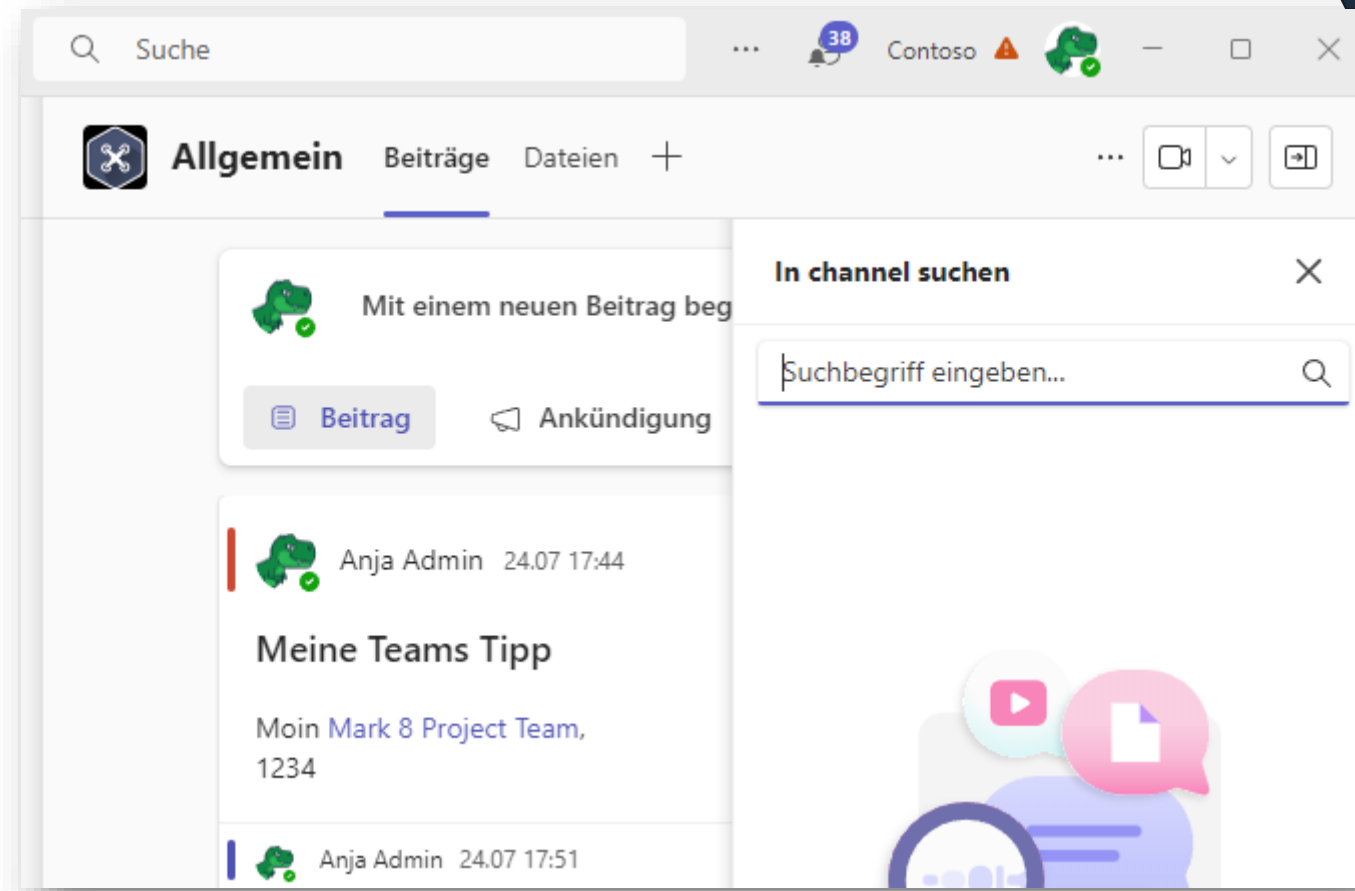 Suche
38
Contoso
Allgemein Beiträge Dateien
Mit einem neuen Beitrag beg
Beitrag Ankündigung
Anja Admin 24.07 17:44
Meine Teams Tipp
Moin Mark 8 Project Team,
1234
Anja Admin 24.07 17:51
In channel suchen
Suchbegriff eingeben...